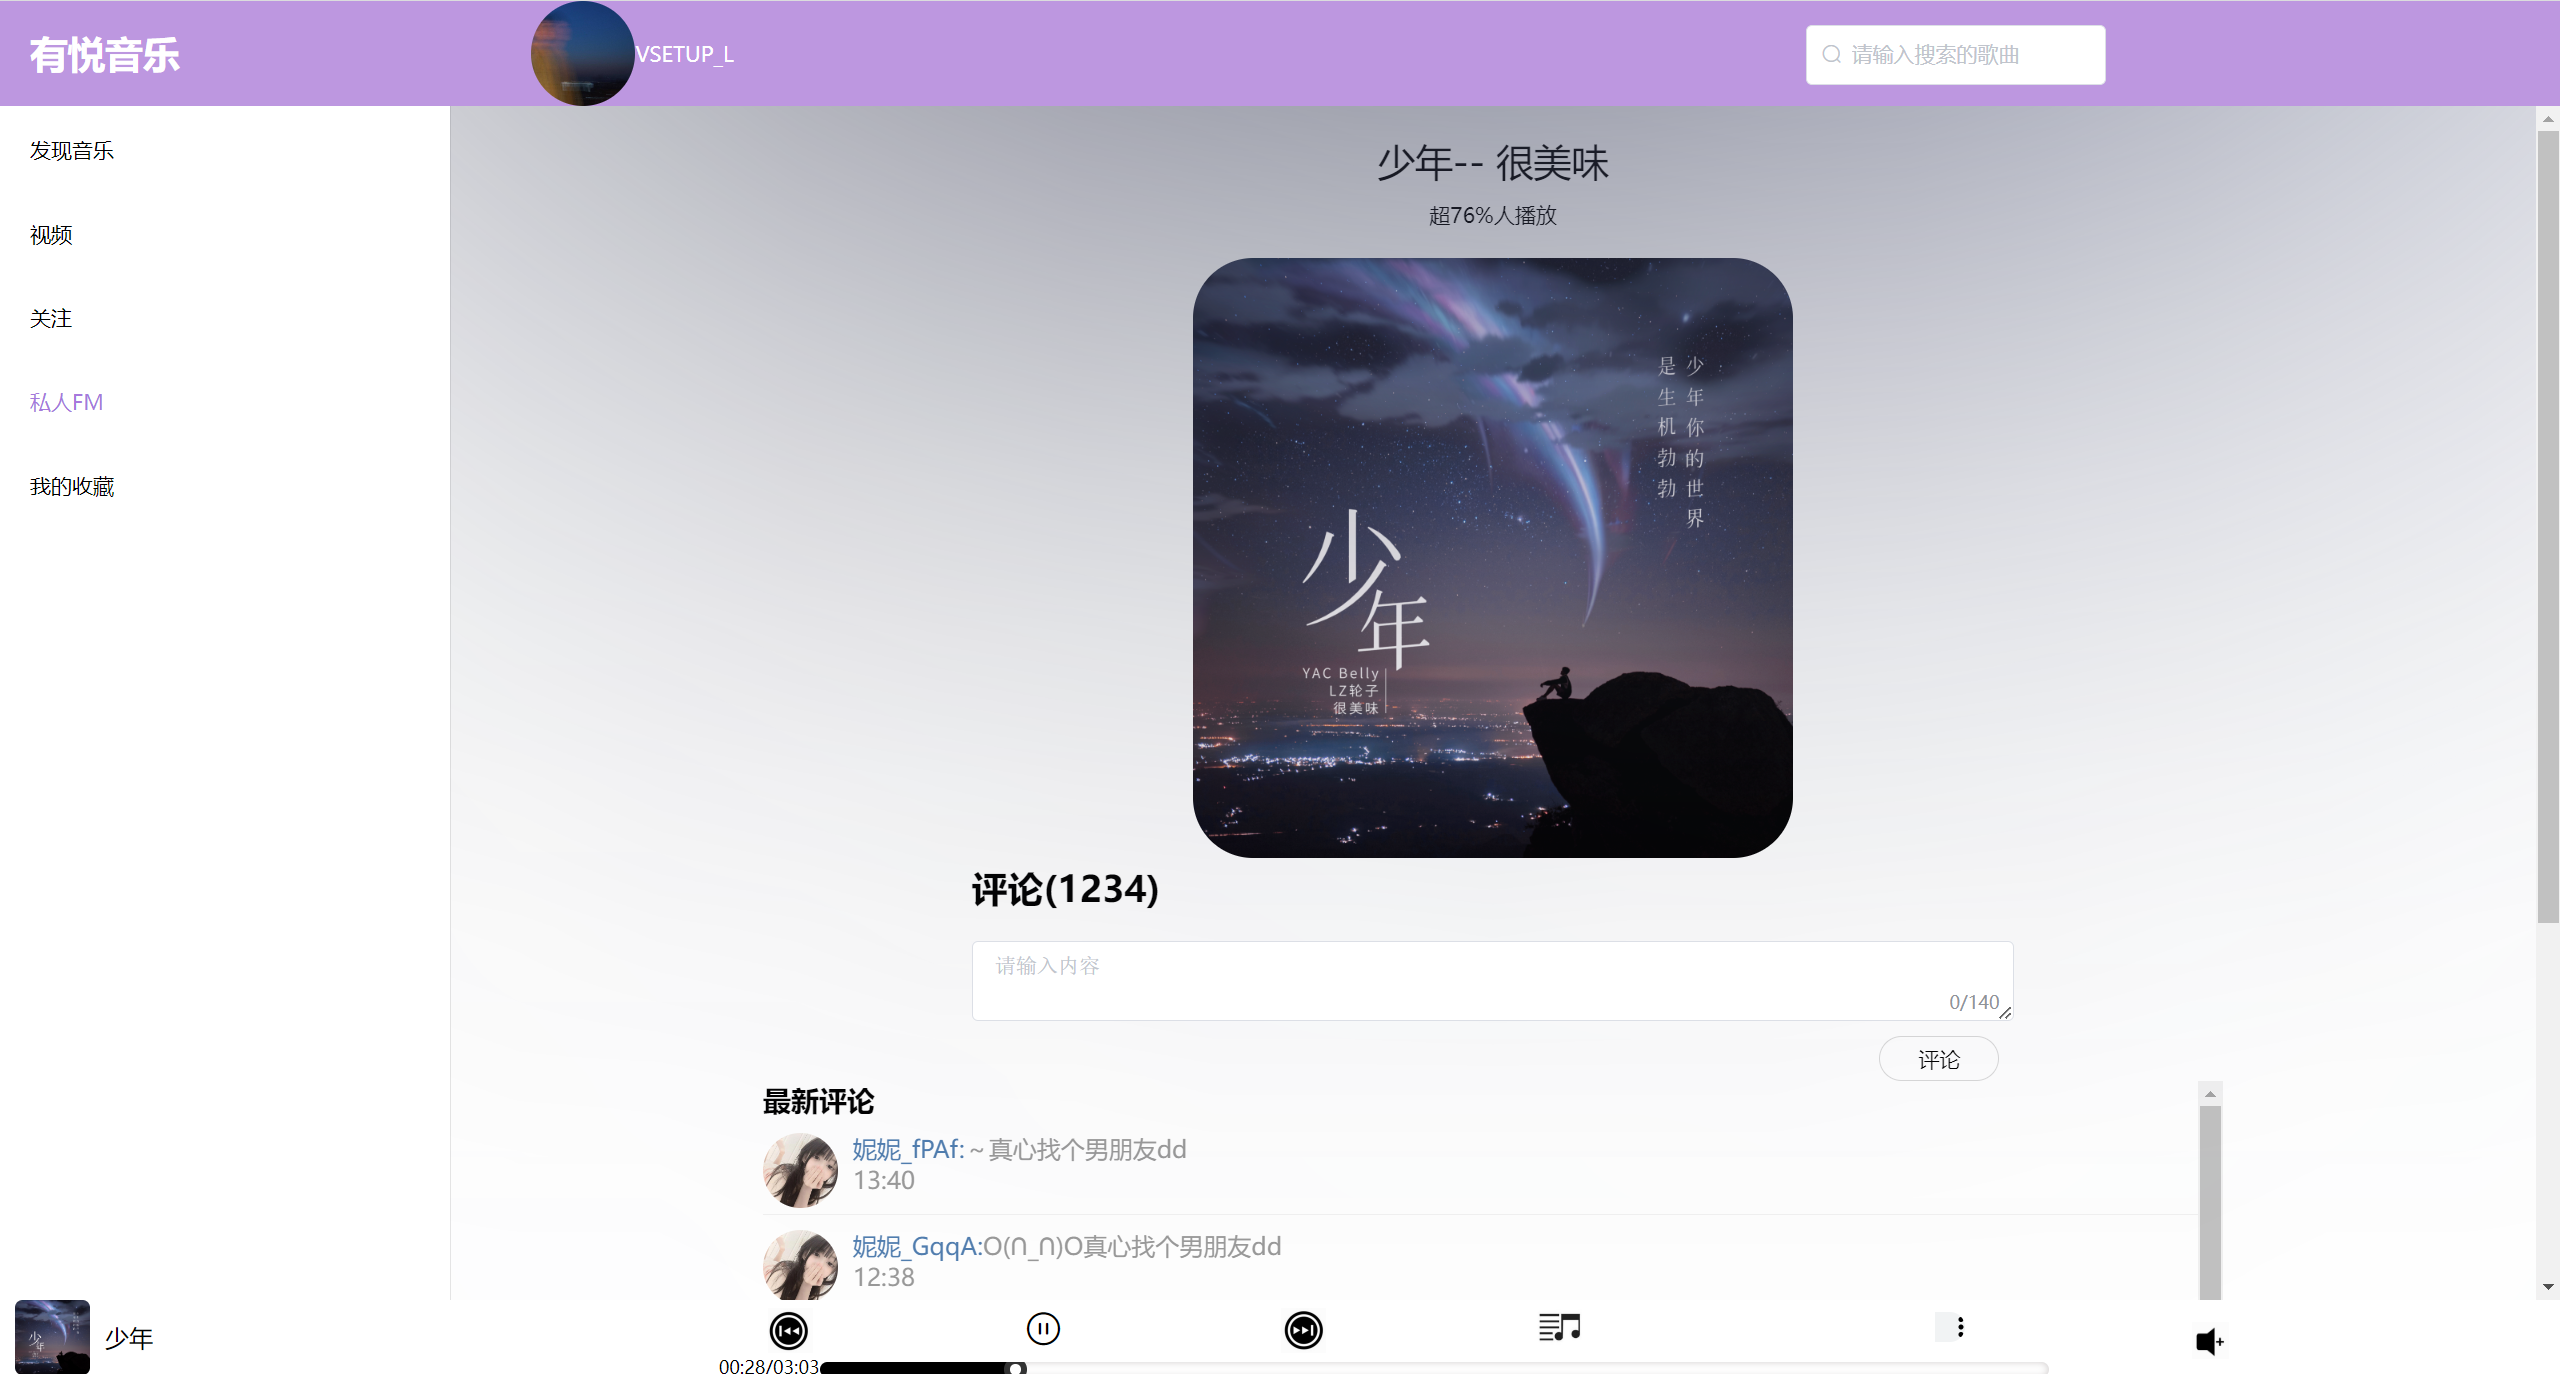 有悦音乐
VSETUP_L
请输入搜索的歌曲
发现音乐
视频
关注
私人FM
我的收藏
少年-- 很美味
超76%人播放
少年你的世界
是生机勃勃
少年
YAC Belly
LZ轮子
很美味
评论(1234)
请输入内容
0/140
评论
最新评论
妮妮_fPAf:～真心找个男朋友dd
13:40
妮妮_GqqA:O(∩_∩)O真心找个男朋友dd
12:38
少年
少年
00:28/03:03